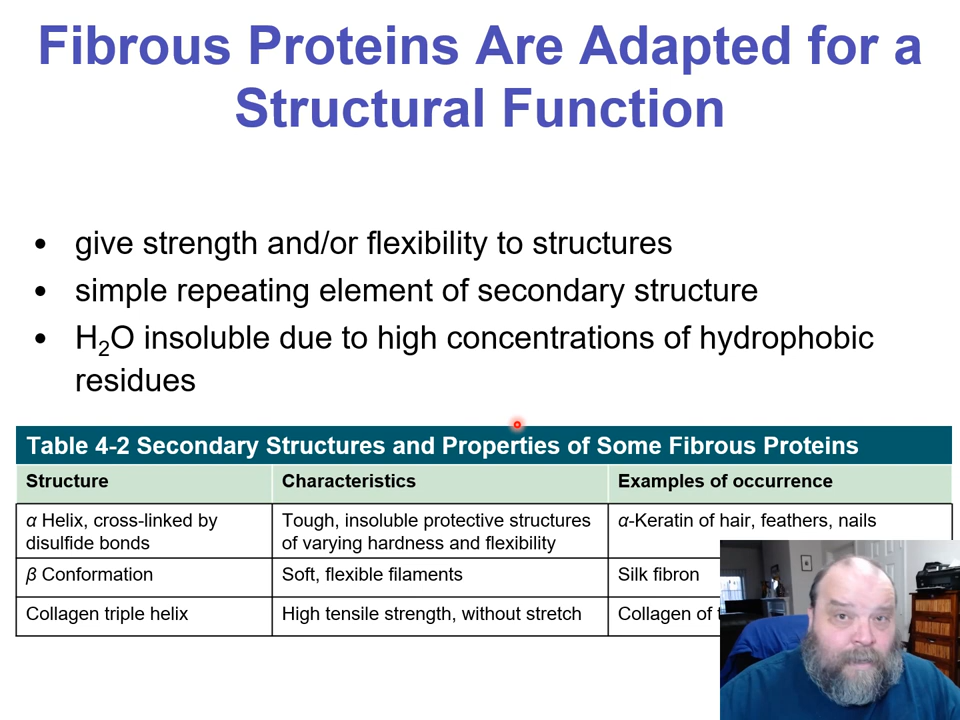 Fibrous Proteins Are Adapted for a
Structural Function
• give strength and/or flexibility to structures
• simple repeating element of secondary structure
• H₂O insoluble due to high concentrations of hydrophobic
residues
Table 4-2 Secondary Structures and Properties of Some Fibrous Proteins
Structure Characteristics Examples of occurrence
α Helix, cross-linked by
disulfide bonds
Tough, insoluble protective structures
of varying hardness and flexibility
α-Keratin of hair, feathers, nails
β Conformation Soft, flexible filaments Silk fibron
Collagen triple helix High tensile strength, without stretch Collagen of